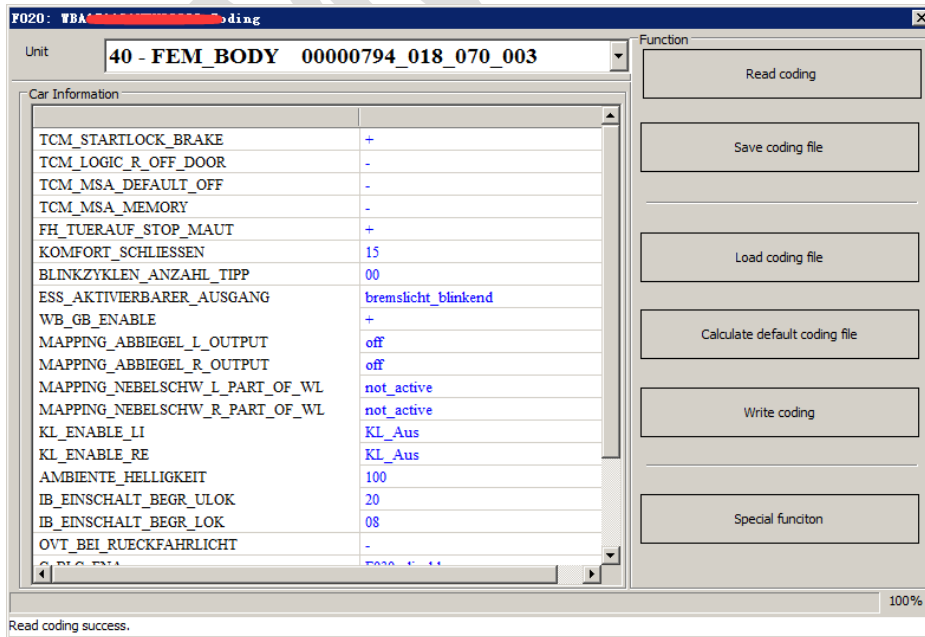 F020: WBA coding
Unit
40 - FEM_BODY 00000794_018_070_003
Car Information
TCM_STARTLOCK_BRAKE +
TCM_LOGIC_R_OFF_DOOR -
TCM_MSA_DEFAULT_OFF -
TCM_MSA_MEMORY -
FH_TUERAUF_STOP_MAUT +
KOMFORT_SCHLIESSEN 15
BLINKZYKLEN_ANZAHL_TIPP 00
ESS_AKTIVIERBARER_AUSGANG bremslicht_blinkend
WB_GB_ENABLE +
MAPPING_ABBIEGEL_L_OUTPUT off
MAPPING_ABBIEGEL_R_OUTPUT off
MAPPING_NEBELSCHW_L_PART_OF_WL not_active
MAPPING_NEBELSCHW_R_PART_OF_WL not_active
KL_ENABLE_LI KL_Aus
KL_ENABLE_RE KL_Aus
AMBIENTE_HELLIGKEIT 100
IB_EINSCHALT_BEGR_ULOK 20
IB_EINSCHALT_BEGR_LOK 08
OVT_BEI_RUECKFAHRLICHT -
Function
Read coding
Save coding file
Load coding file
Calculate default coding file
Write coding
Special funciton
100%
Read coding success.